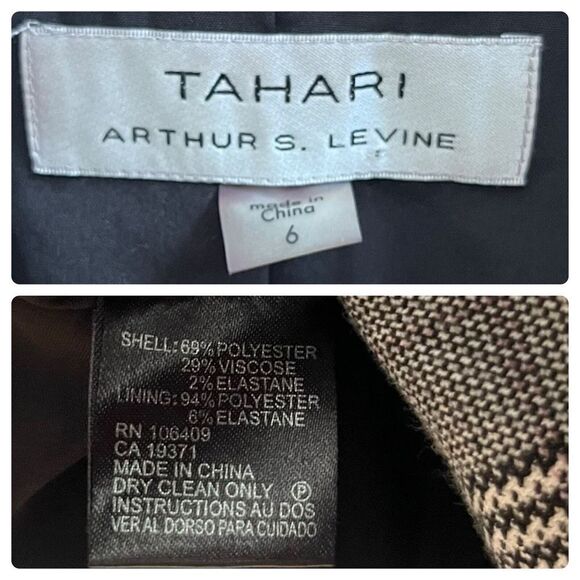 TAHARI
ARTHUR S. LEVINE
made in
China
6
SHELL: 69% POLYESTER
29% VISCOSE
2% ELASTANE
LINING: 94% POLYESTER
6% ELASTANE
RN 106409
CA 19371
MADE IN CHINA
DRY CLEAN ONLY Ⓟ
INSTRUCTIONS AU DOS
VER AL DORSO PARA CUIDADO